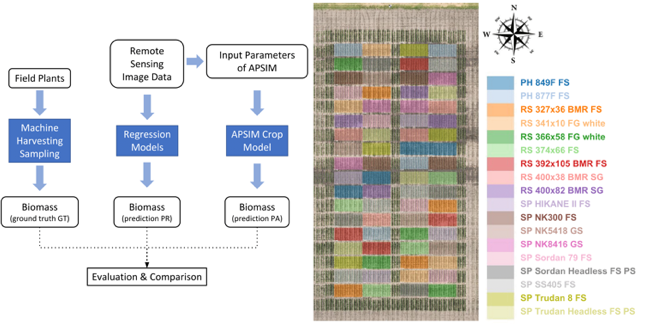 Field Plants
Machine
Harvesting
Sampling
Biomass
(ground truth GT)
Remote
Sensing
Image Data
Regression
Models
Biomass
(prediction PR)
Input Parameters
of APSIM
APSIM Crop
Model
Biomass
(prediction PA)
Evaluation & Comparison
N
W
E
S
PH 849F FS
PH 877F FS
RS 327x36 BMR FS
RS 341x10 FG white
RS 366x58 FG white
RS 374x66 FS
RS 392x105 BMR FS
RS 400x38 BMR SG
RS 400x82 BMR SG
SP HIKANE II FS
SP NK300 FS
SP NK5418 GS
SP NK8416 GS
SP Sordan 79 FS
SP Sordan Headless FS PS
SP SS405 FS
SP Trudan 8 FS
SP Trudan Headless FS PS